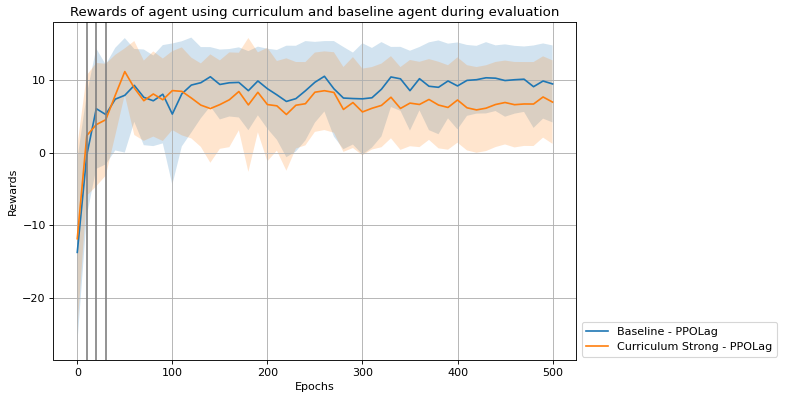 Rewards of agent using curriculum and baseline agent during evaluation
10
0
−10
−20
Rewards
0
100
200
300
400
500
Epochs
Baseline - PPOLag
Curriculum Strong - PPOLag